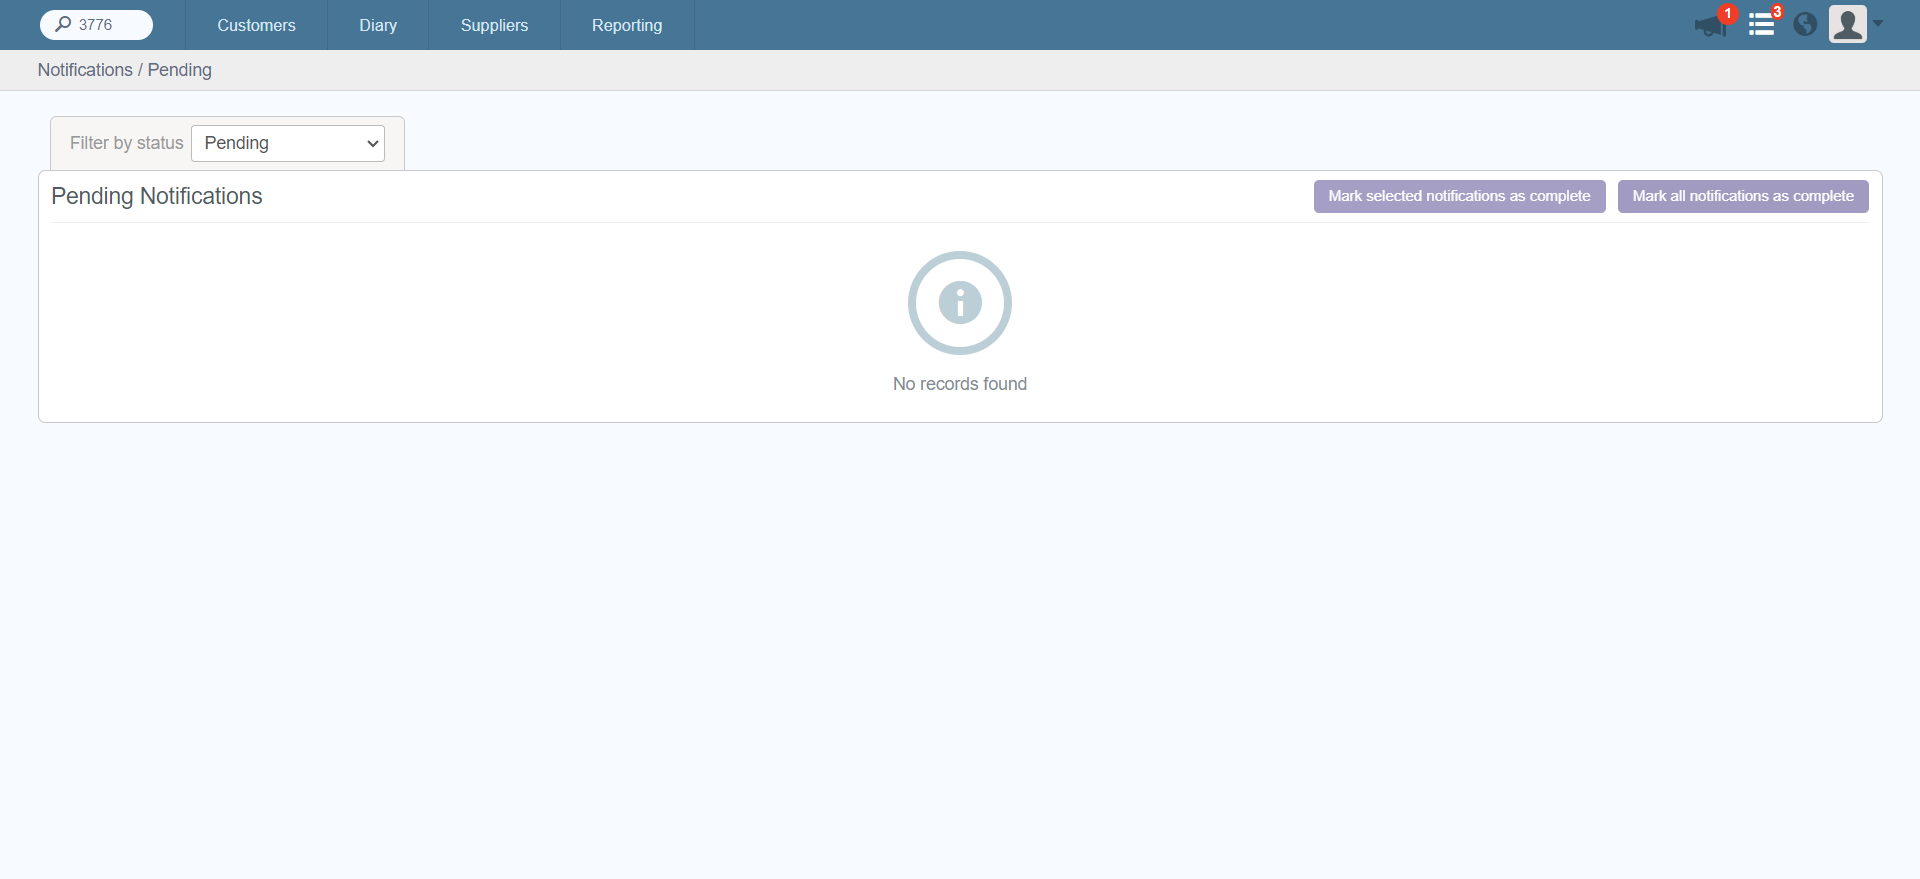 3776
Customers
Diary
Suppliers
Reporting
1
3
Notifications / Pending
Filter by status
Pending
Pending Notifications
Mark selected notifications as complete
Mark all notifications as complete
No records found